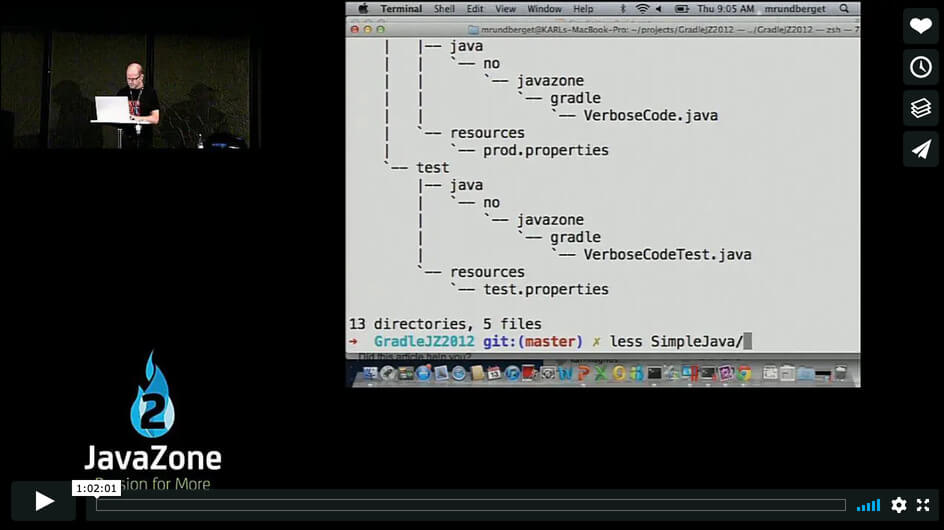 Terminal Shell Edit View Window Help Thu 9:05 AM mrundberget
mrundberget@KARLs-MacBook-Pro: ~/projects/GradleJZ2012 — .../GradleJZ2012 — zsh — 7
| |-- java
| | `-- no
| | `-- javazone
| | `-- gradle
| | `-- VerboseCode.java
| `-- resources
| `-- prod.properties
`-- test
|-- java
| `-- no
| `-- javazone
| `-- gradle
| `-- VerboseCodeTest.java
`-- resources
`-- test.properties
13 directories, 5 files
→ GradleJZ2012 git:(master) ✗ less SimpleJava/
Did this article help you?
2
JavaZone
Passion for More
1:02:01